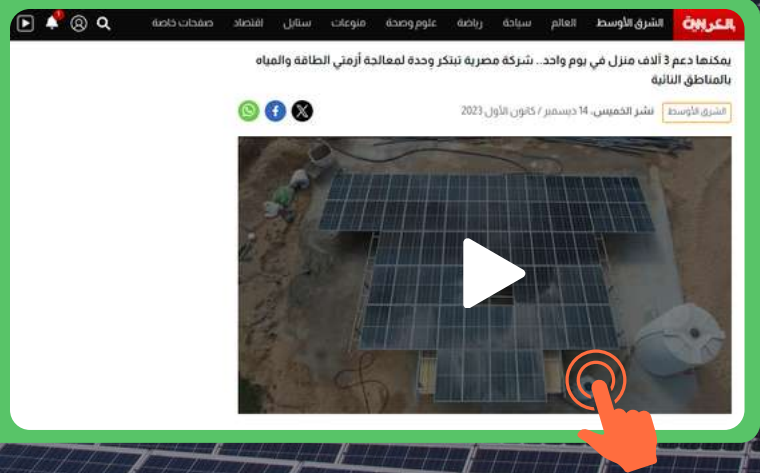 بالعربية الشرق الأوسط العالم سياحة رياضة علوم وصحة منوعات ستايل اقتصاد صفحات خاصة
يمكنها دعم 3 آلاف منزل في يوم واحد.. شركة مصرية تبتكر وحدة لمعالجة أزمتي الطاقة والمياه
بالمناطق النائية
الشرق الأوسط نشر الخميس، 14 ديسمبر / كانون الأول 2023